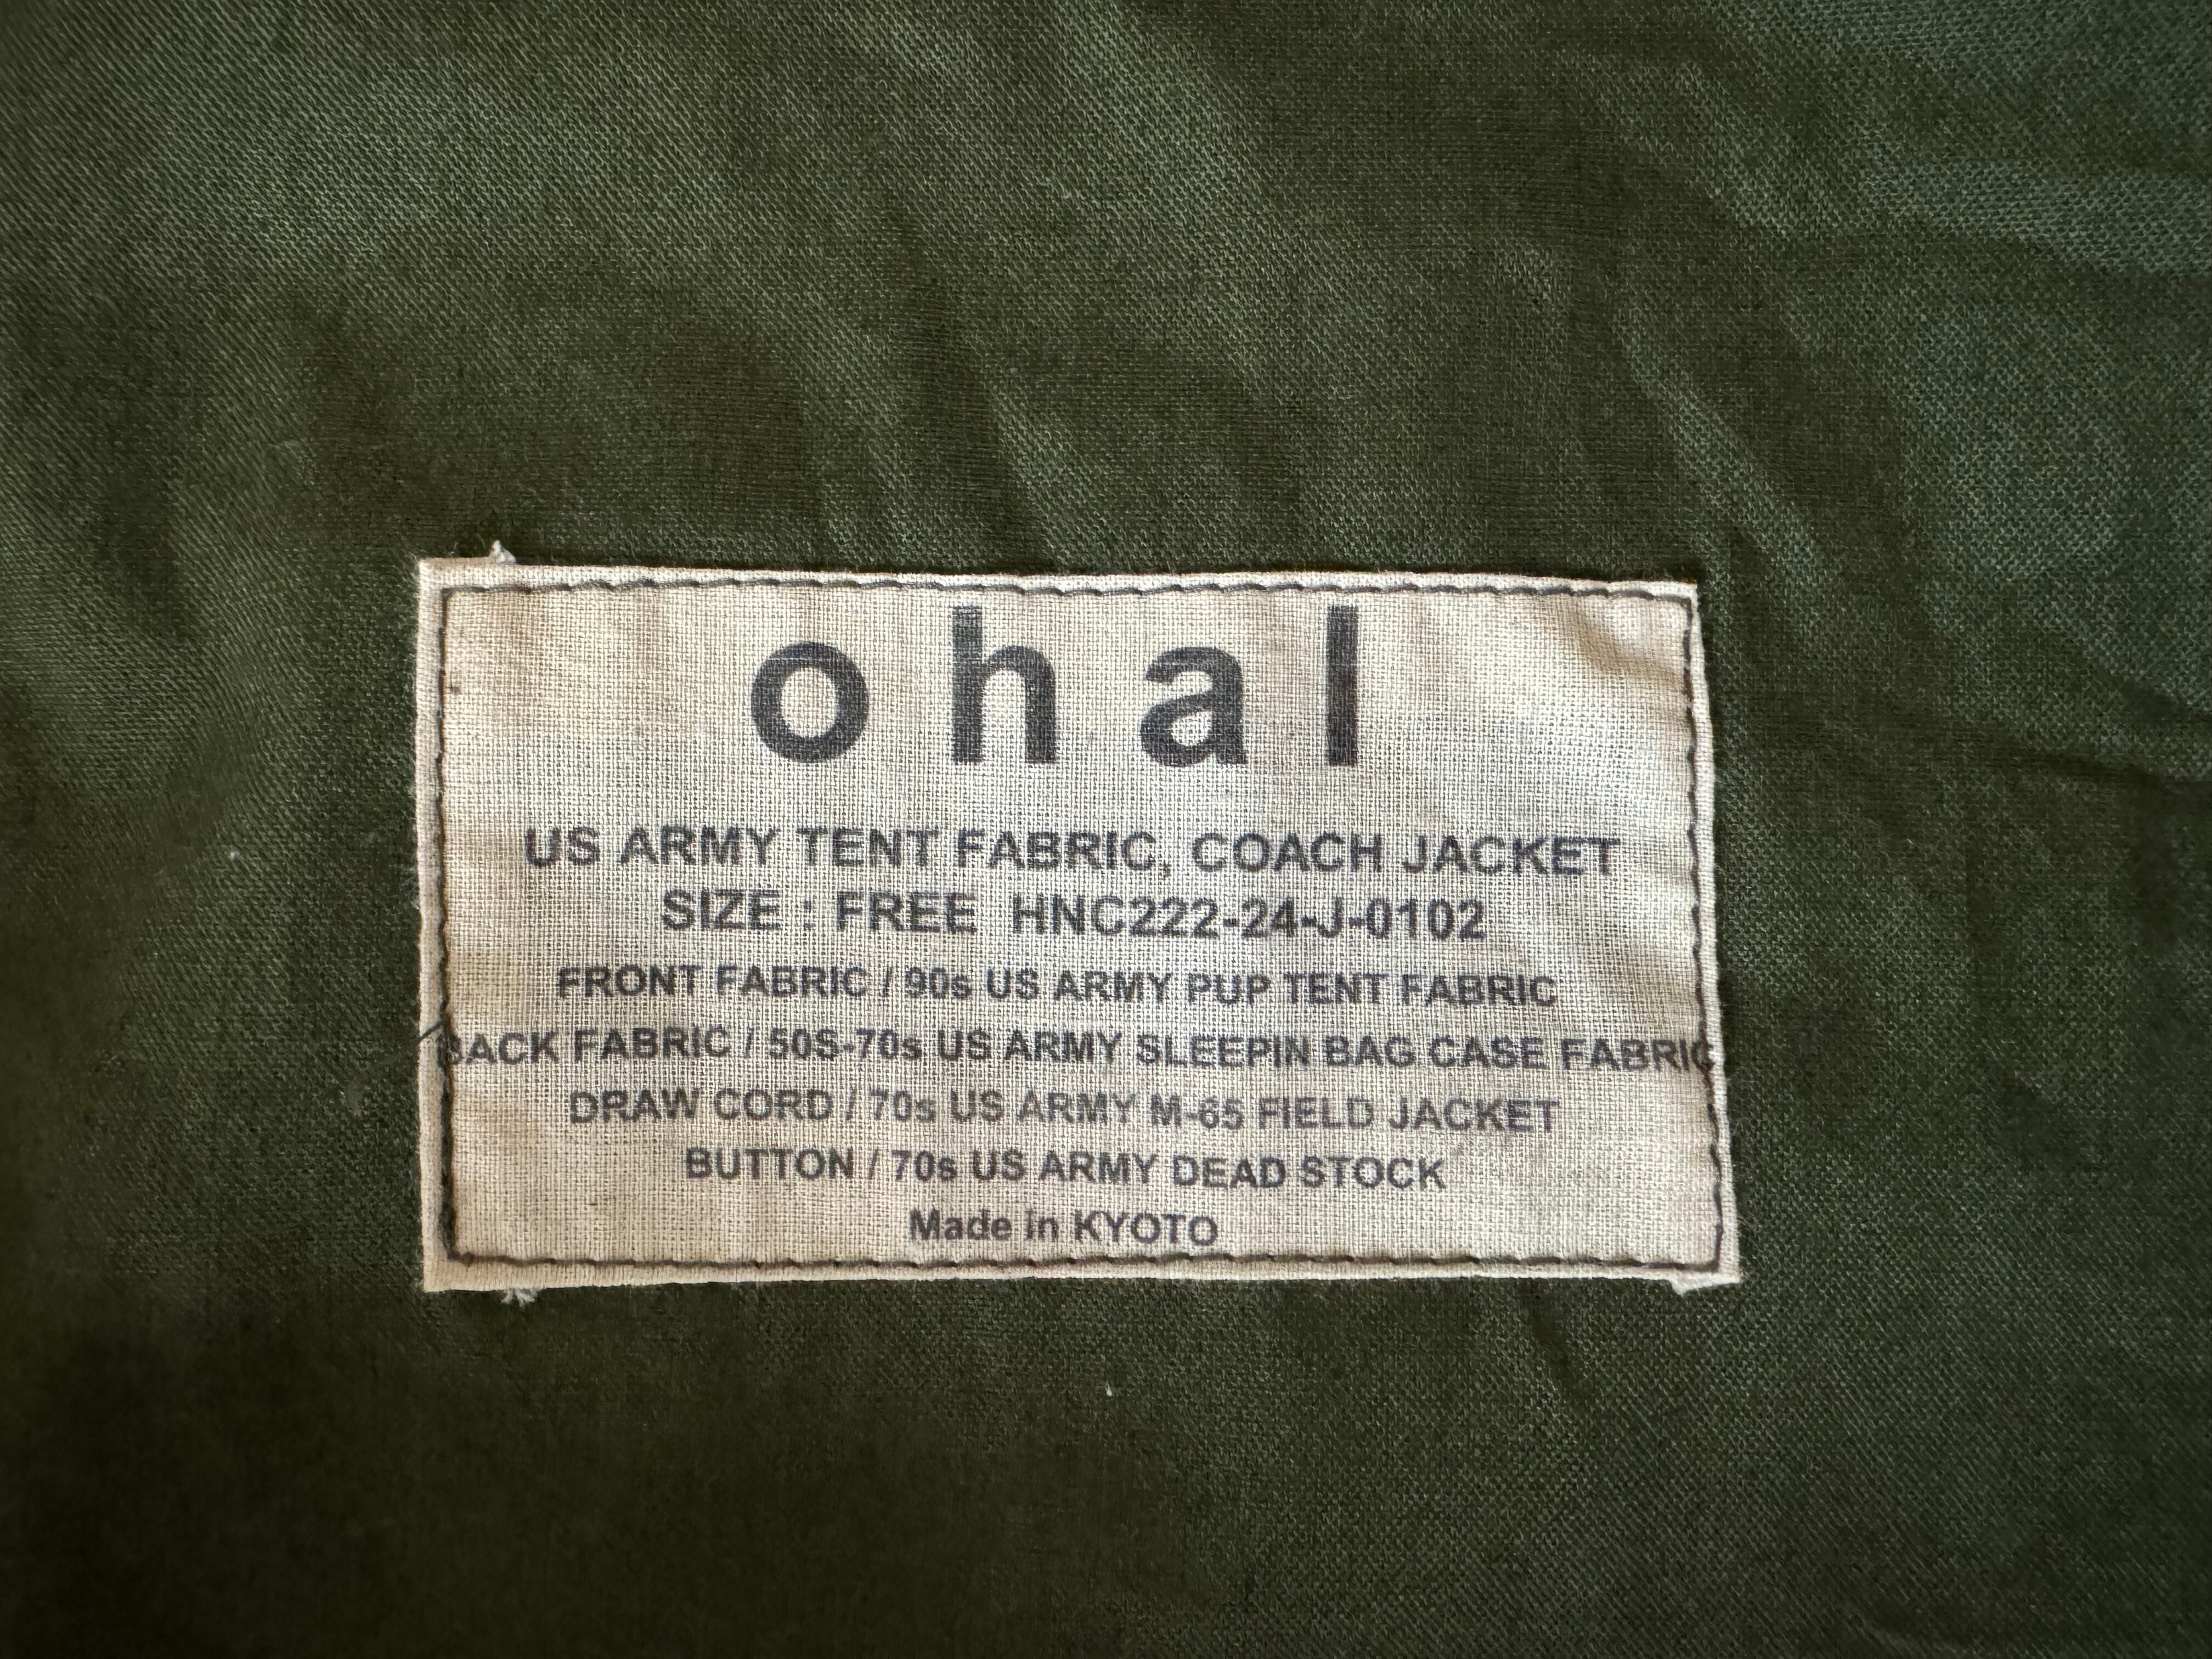 ohal
US ARMY TENT FABRIC, COACH JACKET
SIZE : FREE HNC222-24-J-0102
FRONT FABRIC / 90s US ARMY PUP TENT FABRIC
BACK FABRIC / 50S-70s US ARMY SLEEPIN BAG CASE FABRIC
DRAW CORD / 70s US ARMY M-65 FIELD JACKET
BUTTON / 70s US ARMY DEAD STOCK
Made in KYOTO